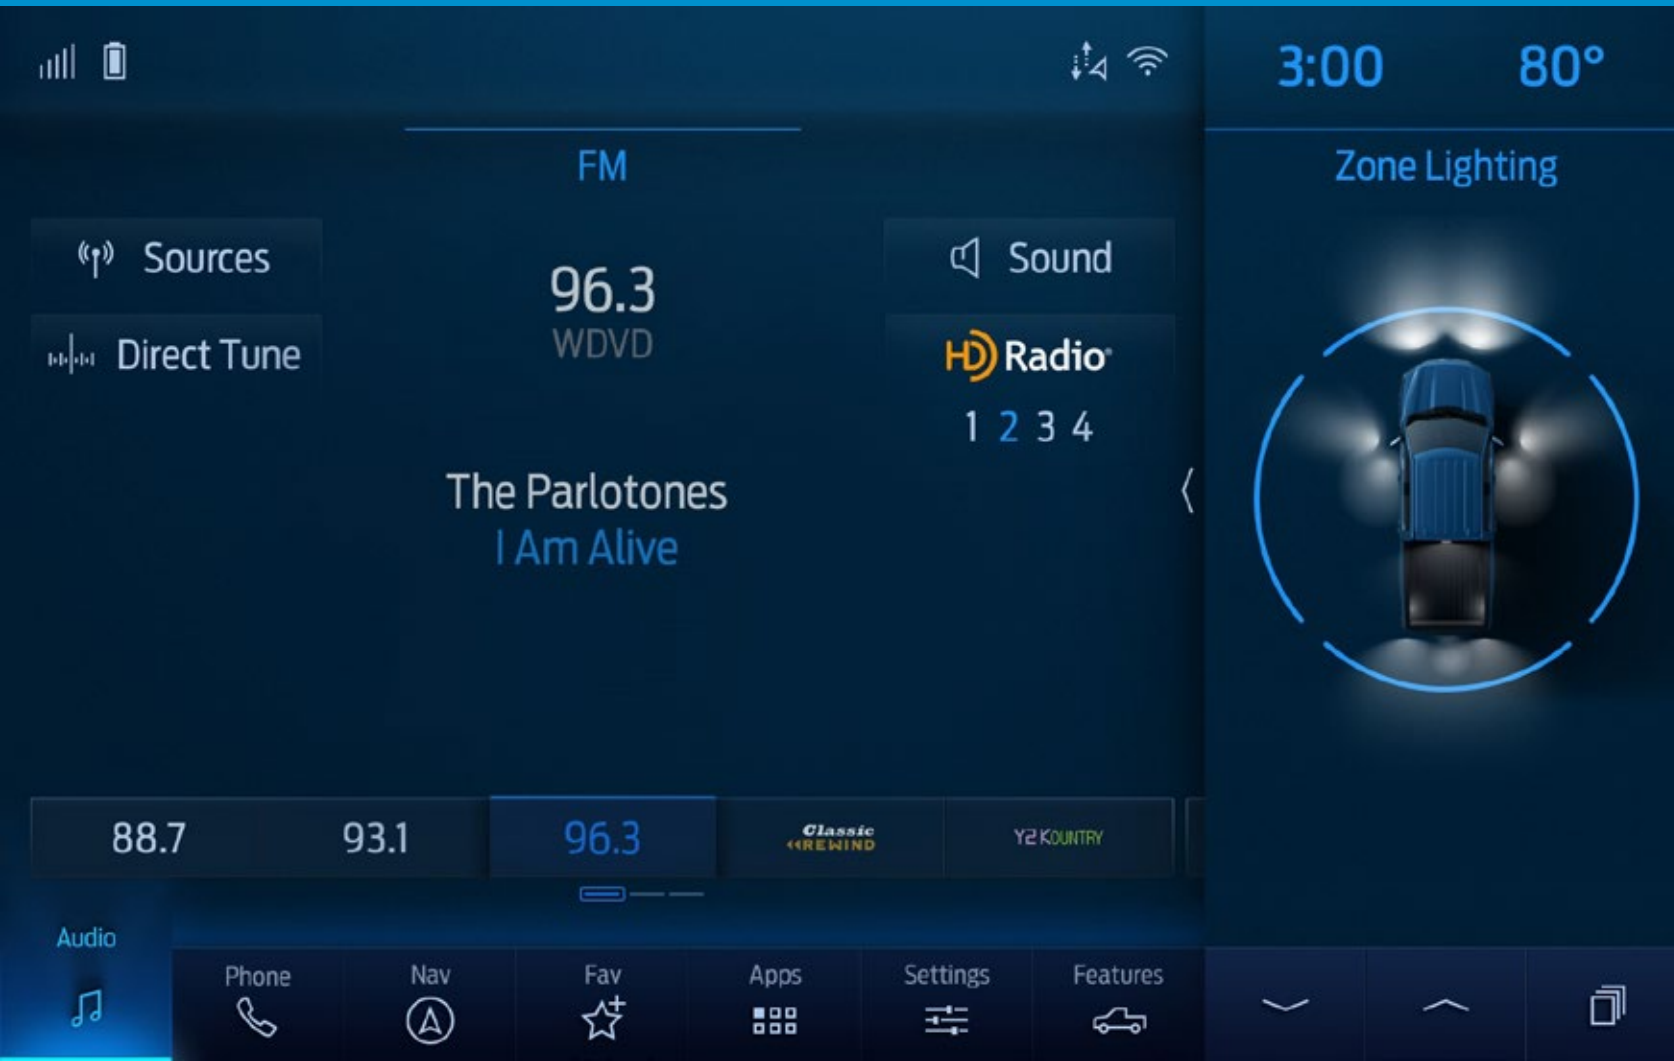 3:00 80°
FM
Zone Lighting
Sources
Sound
96.3
WDVD
Direct Tune
HD Radio®
1 2 3 4
The Parlotones
I Am Alive
88.7
93.1
96.3
Classic
REWIND
Y2KOUNTRY
Audio
Phone
Nav
Fav
Apps
Settings
Features